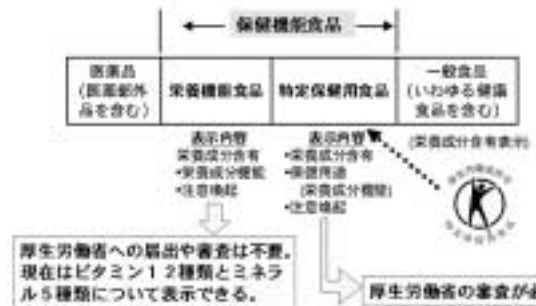 保健機能食品
医薬品
(医薬部外
品を含む)
栄養機能食品
特定保健用食品
一般食品
(いわゆる健康
食品を含む)
表示内容
栄養成分含有
•栄養成分機能
•注意喚起
表示内容
•栄養成分含有
•保健用途
(栄養成分機能)
•注意喚起
(栄養成分含有表示)
厚生労働省への届出や審査は不要。
現在はビタミン12種類とミネラ
ル5種類について表示できる。
厚生労働省の審査が